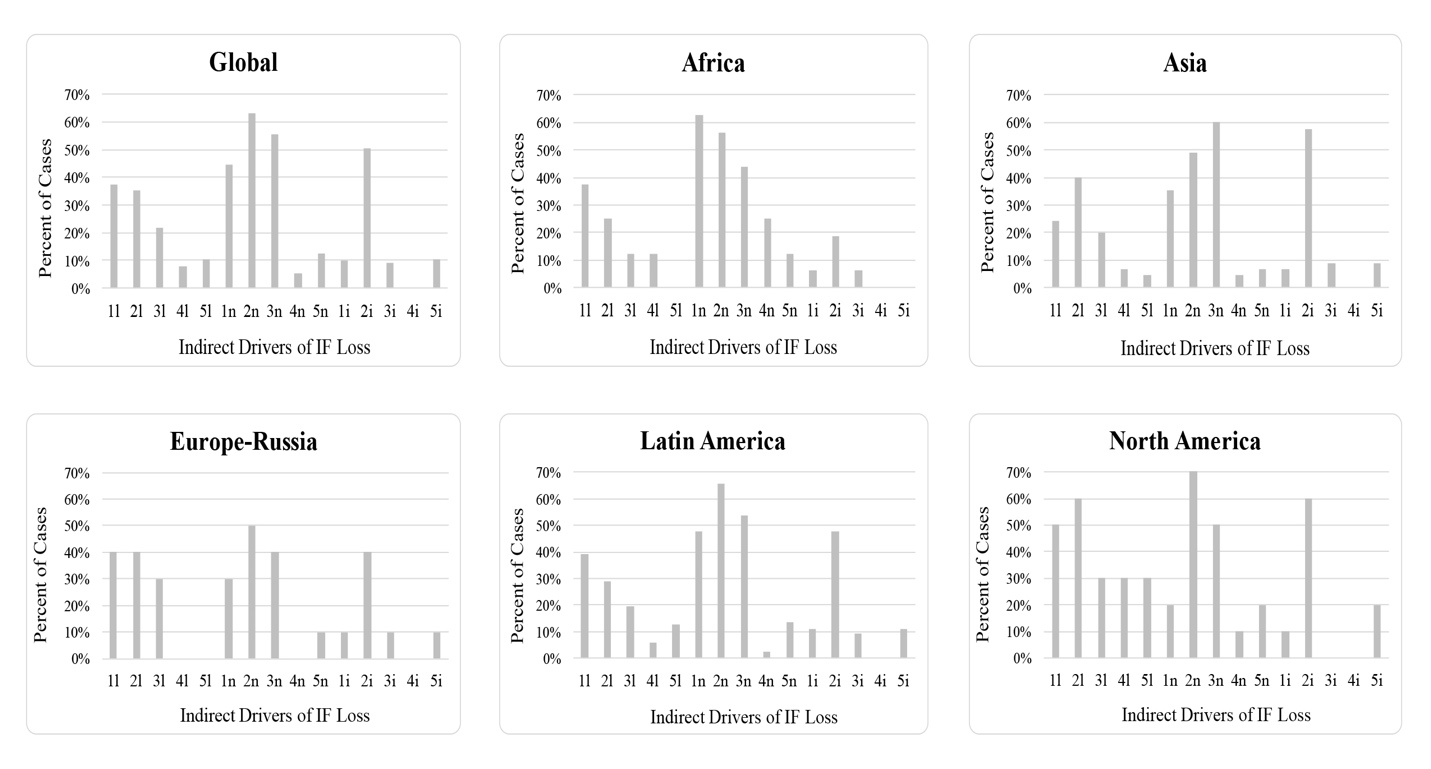 Global
Percent of Cases
70%
60%
50%
40%
30%
20%
10%
0%
1l 2l 3l 4l 5l 1n 2n 3n 4n 5n 1i 2i 3i 4i 5i
Indirect Drivers of IF Loss
Africa
Percent of Cases
70%
60%
50%
40%
30%
20%
10%
0%
1l 2l 3l 4l 5l 1n 2n 3n 4n 5n 1i 2i 3i 4i 5i
Indirect Drivers of IF Loss
Asia
Percent of Cases
70%
60%
50%
40%
30%
20%
10%
0%
1l 2l 3l 4l 5l 1n 2n 3n 4n 5n 1i 2i 3i 4i 5i
Indirect Drivers of IF Loss
Europe-Russia
Percent of Cases
70%
60%
50%
40%
30%
20%
10%
0%
1l 2l 3l 4l 5l 1n 2n 3n 4n 5n 1i 2i 3i 4i 5i
Indirect Drivers of IF Loss
Latin America
Percent of Cases
70%
60%
50%
40%
30%
20%
10%
0%
1l 2l 3l 4l 5l 1n 2n 3n 4n 5n 1i 2i 3i 4i 5i
Indirect Drivers of IF Loss
North America
Percent of Cases
70%
60%
50%
40%
30%
20%
10%
0%
1l 2l 3l 4l 5l 1n 2n 3n 4n 5n 1i 2i 3i 4i 5i
Indirect Drivers of IF Loss